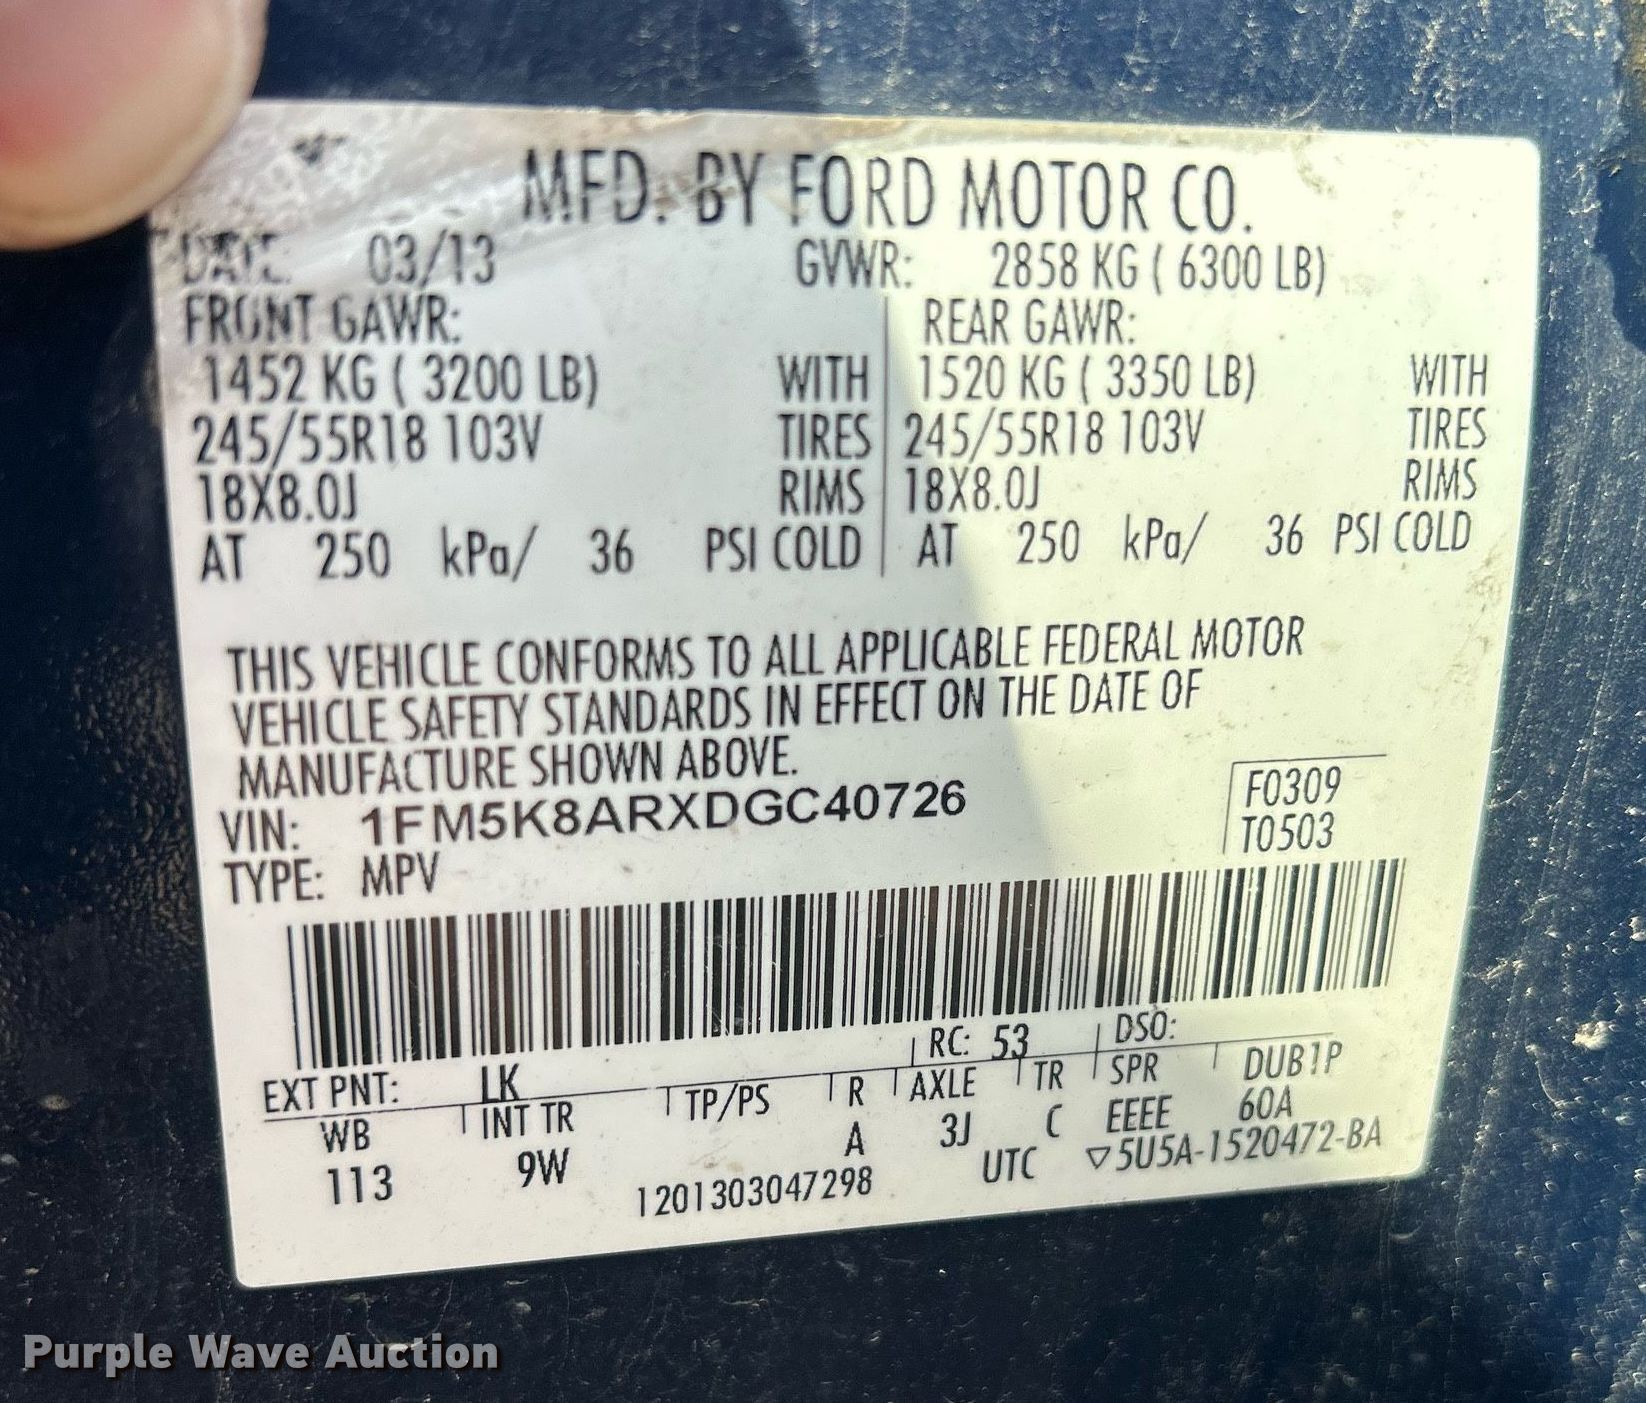 MFD. BY FORD MOTOR CO.
DATE: 03/13 GVWR: 2858 KG ( 6300 LB)
FRONT GAWR: REAR GAWR:
1452 KG ( 3200 LB) WITH 1520 KG ( 3350 LB) WITH
245/55R18 103V TIRES 245/55R18 103V TIRES
18X8.0J RIMS 18X8.0J RIMS
AT 250 kPa/ 36 PSI COLD AT 250 kPa/ 36 PSI COLD
THIS VEHICLE CONFORMS TO ALL APPLICABLE FEDERAL MOTOR
VEHICLE SAFETY STANDARDS IN EFFECT ON THE DATE OF
MANUFACTURE SHOWN ABOVE.
VIN: 1FM5K8ARXDGC40726 F0309
TYPE: MPV T0503
EXT PNT: LK RC: 53 DSO:
WB INT TR TP/PS R AXLE TR SPR DUB1P
113 9W A 3J C EEEE 60A
1201303047298 UTC ▽5U5A-1520472-BA
Purple Wave Auction